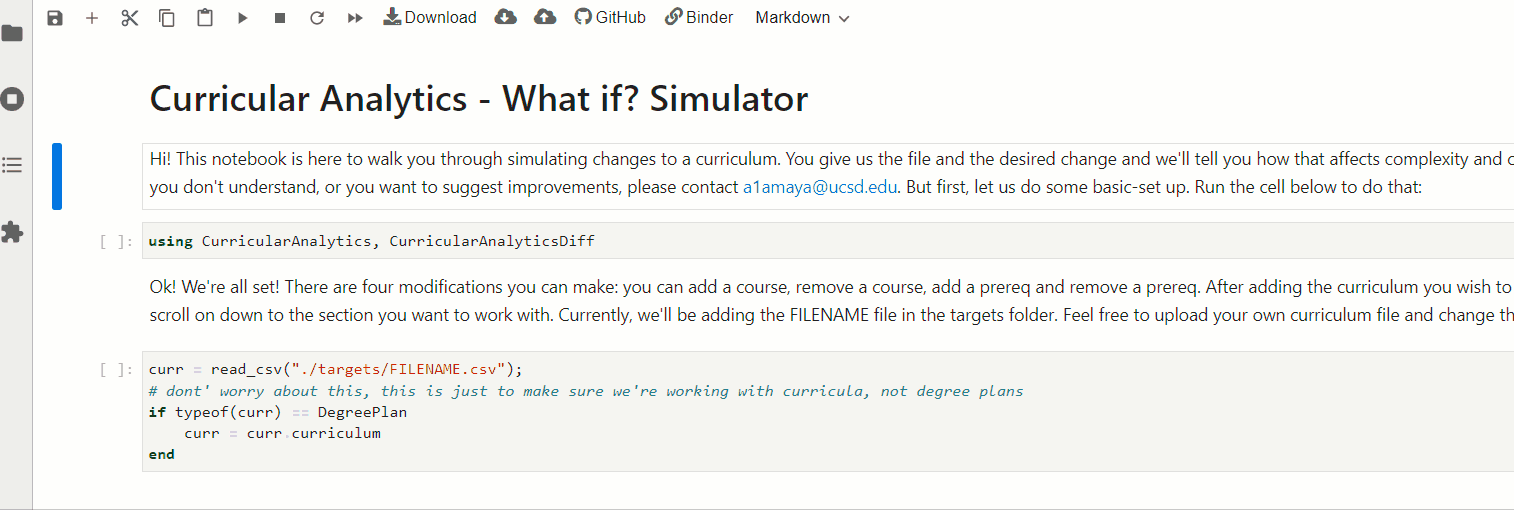 Download GitHub Binder Markdown
Curricular Analytics - What if? Simulator
Hi! This notebook is here to walk you through simulating changes to a curriculum. You give us the file and the desired change and we'll tell you how that affects complexity and
you don't understand, or you want to suggest improvements, please contact a1amaya@ucsd.edu. But first, let us do some basic-set up. Run the cell below to do that:
[ ]: using CurricularAnalytics, CurricularAnalyticsDiff
Ok! We're all set! There are four modifications you can make: you can add a course, remove a course, add a prereq and remove a prereq. After adding the curriculum you wish to
scroll on down to the section you want to work with. Currently, we'll be adding the FILENAME file in the targets folder. Feel free to upload your own curriculum file and change
[ ]: curr = read_csv("./targets/FILENAME.csv");
# dont' worry about this, this is just to make sure we're working with curricula, not degree plans
if typeof(curr) == DegreePlan
curr = curr.curriculum
end